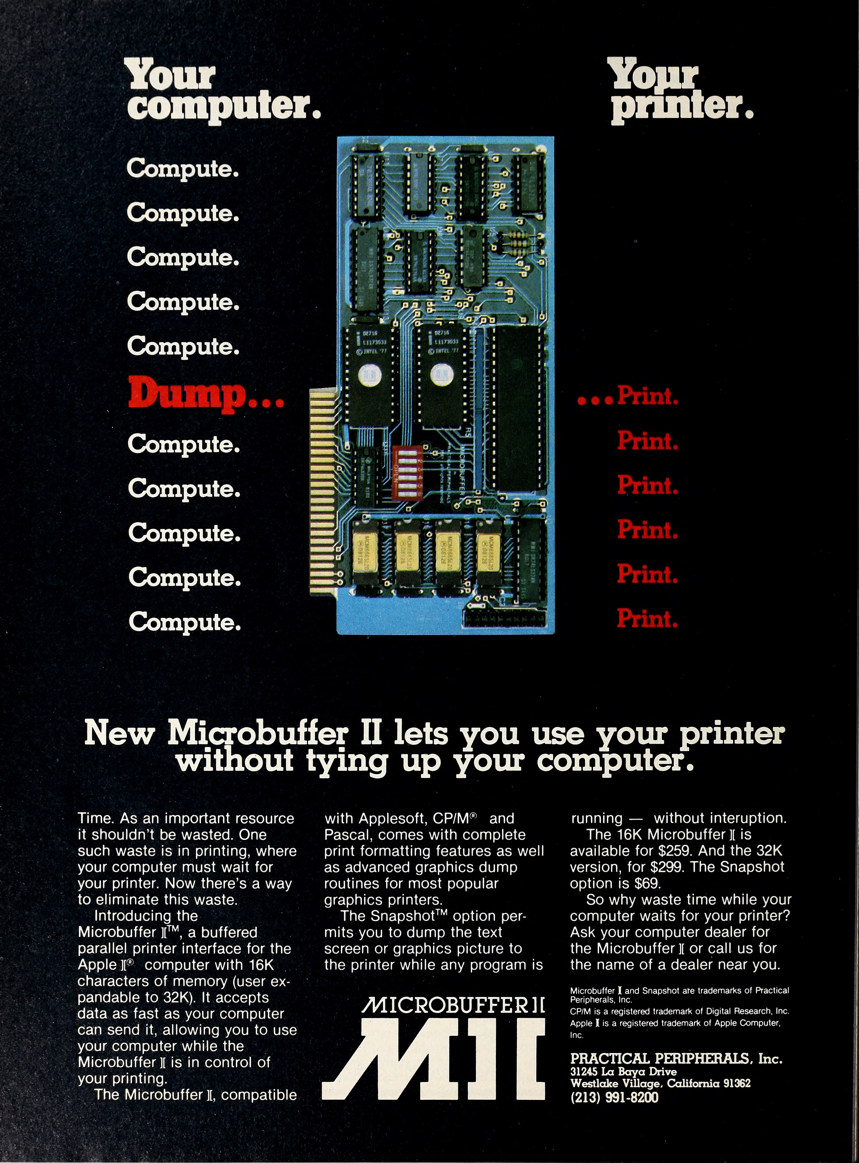 Your
computer.
Your
printer.
Compute.
Compute.
Compute.
Compute.
Compute.
Dump...
...Print.
Compute.
Print.
Compute.
Print.
Compute.
Print.
Compute.
Print.
Compute.
Print.
INTEL '77
INTEL '77
OPEN
MICROBUFFER
New Microbuffer II lets you use your printer
without tying up your computer.
Time. As an important resource
it shouldn't be wasted. One
such waste is in printing, where
your computer must wait for
your printer. Now there's a way
to eliminate this waste.
Introducing the
Microbuffer ][™, a buffered
parallel printer interface for the
Apple ][® computer with 16K
characters of memory (user ex-
pandable to 32K). It accepts
data as fast as your computer
can send it, allowing you to use
your computer while the
Microbuffer ][ is in control of
your printing.
The Microbuffer ][, compatible
with Applesoft, CP/M® and
Pascal, comes with complete
print formatting features as well
as advanced graphics dump
routines for most popular
graphics printers.
The Snapshot™ option per-
mits you to dump the text
screen or graphics picture to
the printer while any program is
running — without interuption.
The 16K Microbuffer ][ is
available for $259. And the 32K
version, for $299. The Snapshot
option is $69.
So why waste time while your
computer waits for your printer?
Ask your computer dealer for
the Microbuffer ][ or call us for
the name of a dealer near you.
MICROBUFFER ][
M][
Microbuffer ][ and Snapshot are trademarks of Practical
Peripherals, Inc.
CP/M is a registered trademark of Digital Research, Inc.
Apple ][ is a registered trademark of Apple Computer,
Inc.
PRACTICAL PERIPHERALS, Inc.
31245 La Baya Drive
Westlake Village, California 91362
(213) 991-8200